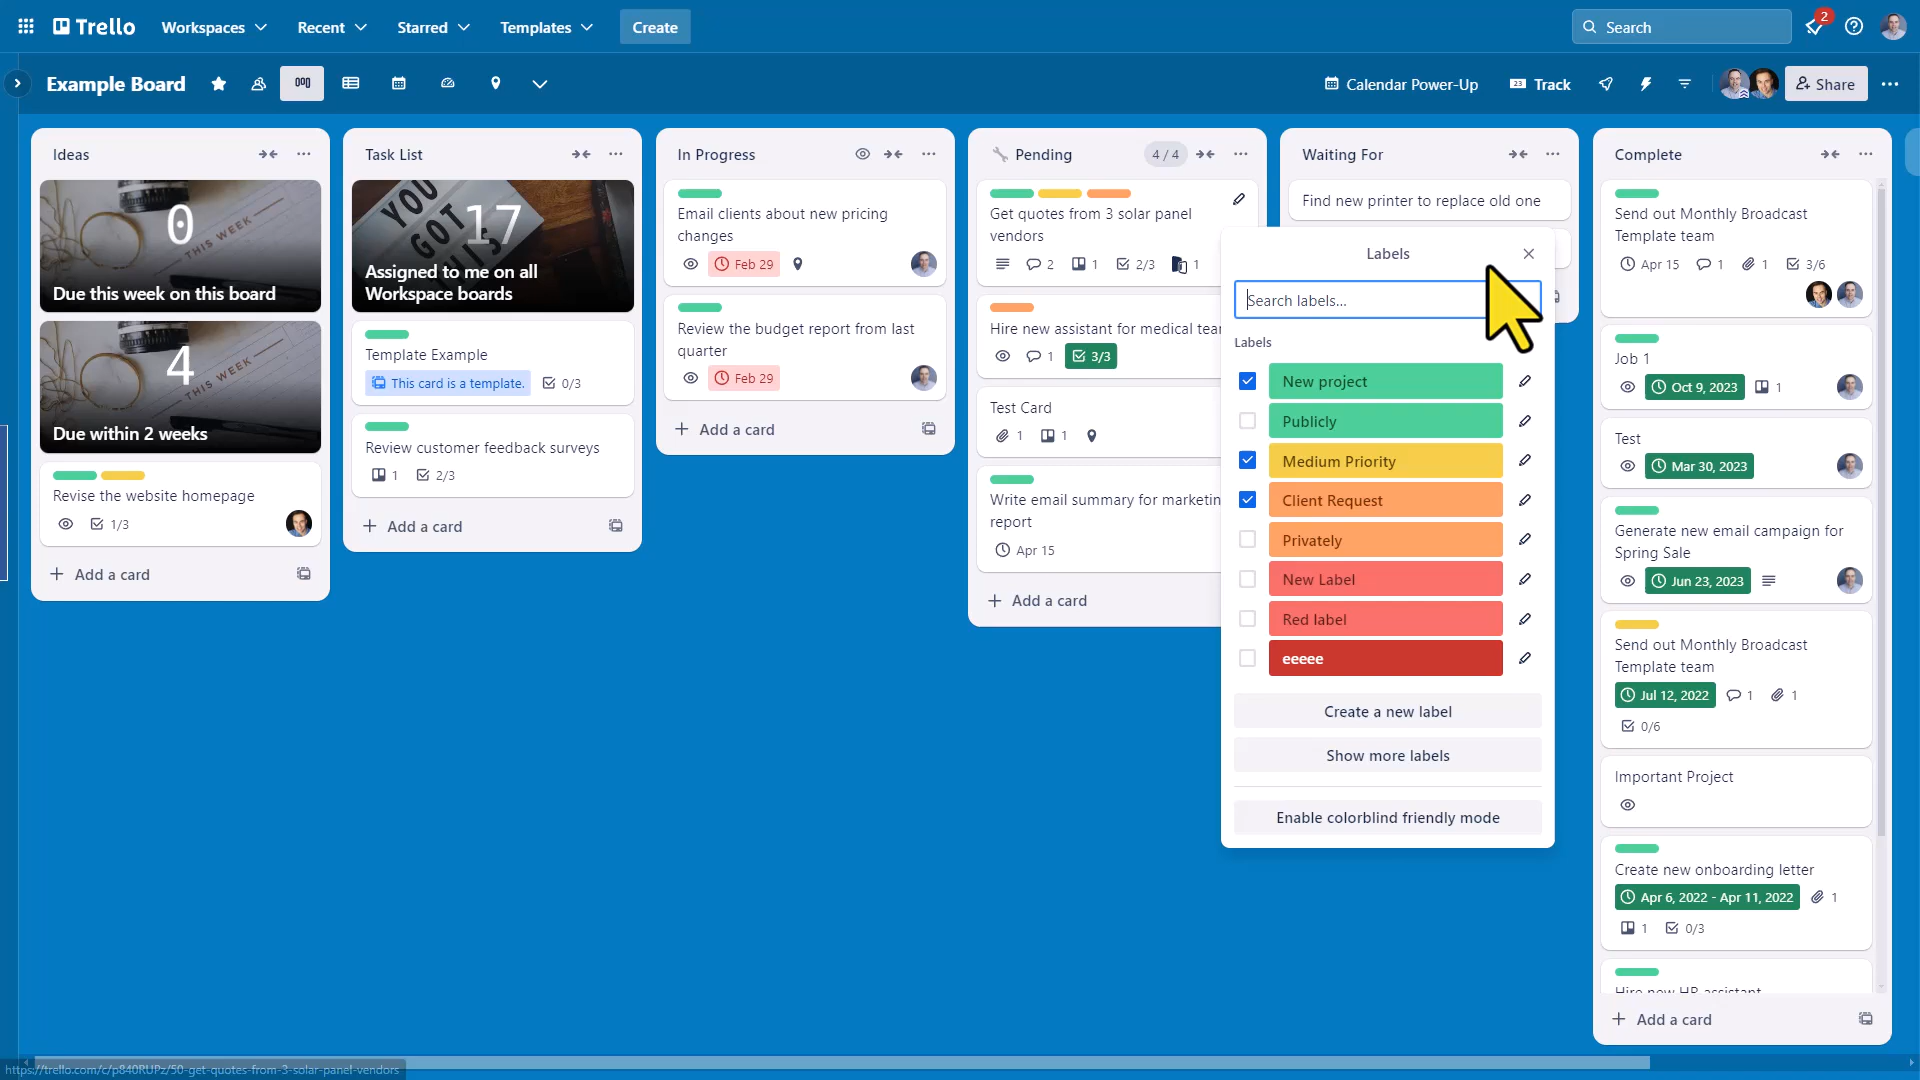 Trello
Workspaces
Recent
Starred
Templates
Create
Search
2
Example Board
Calendar Power-Up
23
Track
Share
Ideas
0
Due this week on this board
4
Due within 2 weeks
Revise the website homepage
1/3
Add a card
Task List
YOU
GOT
THIS
17
Assigned to me on all
Workspace boards
Template Example
This card is a template.
0/3
Review customer feedback surveys
1
2/3
Add a card
In Progress
Email clients about new pricing
changes
Feb 29
Review the budget report from last
quarter
Feb 29
Add a card
Pending
4 / 4
Get quotes from 3 solar panel
vendors
2
1
2/3
1
Hire new assistant for medical team
1
3/3
Test Card
1
1
Write email summary for marketin
report
Apr 15
Add a card
Waiting For
Find new printer to replace old one
Labels
Search labels...
Labels
New project
Publicly
Medium Priority
Client Request
Privately
New Label
Red label
eeeee
Create a new label
Show more labels
Enable colorblind friendly mode
Complete
Send out Monthly Broadcast
Template team
Apr 15
1
1
3/6
Job 1
Oct 9, 2023
1
Test
Mar 30, 2023
Generate new email campaign for
Spring Sale
Jun 23, 2023
Send out Monthly Broadcast
Template team
Jul 12, 2022
1
1
0/6
Important Project
Create new onboarding letter
Apr 6, 2022 - Apr 11, 2022
1
1
0/3
Hire new HR assistant
Add a card
THIS WEEK
THIS WEEK
https://trello.com/c/p840RUPz/50-get-quotes-from-3-solar-panel-vendors